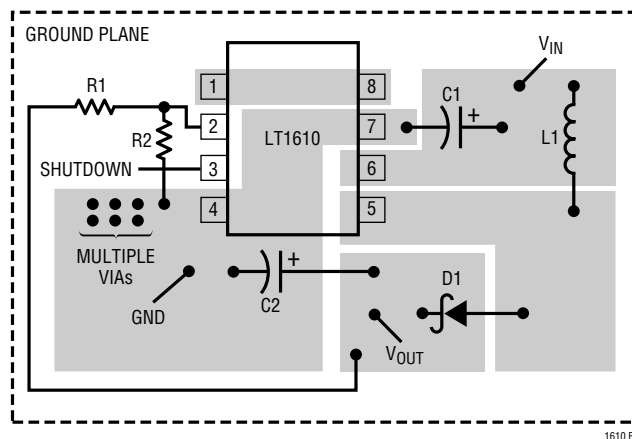 GROUND PLANE
VIN
R1
1
8
C1
+
R2
2
LT1610
7
L1
SHUTDOWN
3
6
4
5
MULTIPLE
VIAs
+
D1
C2
GND
VOUT